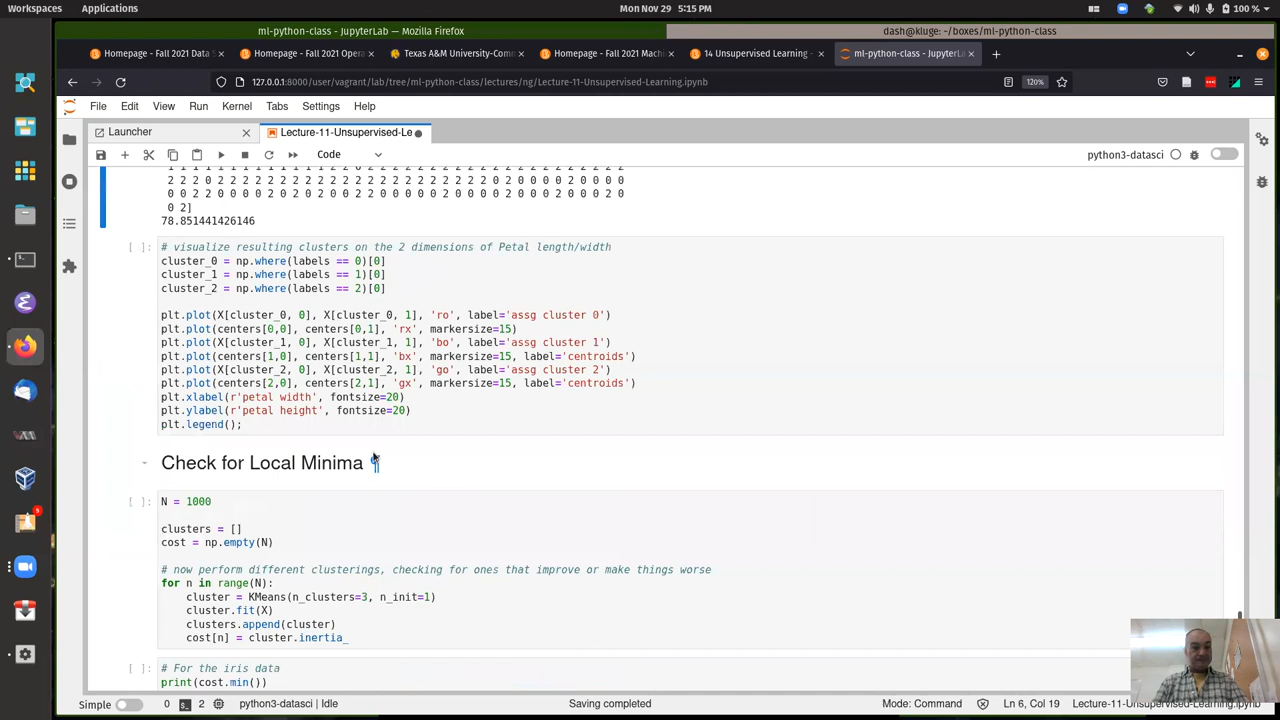 Workspaces Applications Mon Nov 29 5:15 PM 100 %
ml-python-class - JupyterLab — Mozilla Firefox dash@kluge: ~/boxes/ml-python-class
Homepage - Fall 2021 Data S Homepage - Fall 2021 Opera Texas A&M University-Comm Homepage - Fall 2021 Machi 14 Unsupervised Learning - ml-python-class - JupyterLa
127.0.0.1:8000/user/vagrant/lab/tree/ml-python-class/lectures/ng/Lecture-11-Unsupervised-Learning.ipynb 120%
File Edit View Run Kernel Tabs Settings Help
Launcher Lecture-11-Unsupervised-Le
Code python3-datasci
2 2 2 0 2 2 2 2 0 2 2 2 2 2 2 0 0 2 2 2 2 0 2 0 2 0 2 2 0 0 2 2 2 2 2 0 0
0 0 2 2 0 0 0 0 2 0 2 0 2 0 0 2 2 0 0 0 0 0 2 0 0 0 0 2 0 0 0 2 0 0 0 2 0
0 2]
78.851441426146
[ ]: # visualize resulting clusters on the 2 dimensions of Petal length/width
cluster_0 = np.where(labels == 0)[0]
cluster_1 = np.where(labels == 1)[0]
cluster_2 = np.where(labels == 2)[0]
plt.plot(X[cluster_0, 0], X[cluster_0, 1], 'ro', label='assg cluster 0')
plt.plot(centers[0,0], centers[0,1], 'rx', markersize=15)
plt.plot(X[cluster_1, 0], X[cluster_1, 1], 'bo', label='assg cluster 1')
plt.plot(centers[1,0], centers[1,1], 'bx', markersize=15, label='centroids')
plt.plot(X[cluster_2, 0], X[cluster_2, 1], 'go', label='assg cluster 2')
plt.plot(centers[2,0], centers[2,1], 'gx', markersize=15, label='centroids')
plt.xlabel(r'petal width', fontsize=20)
plt.ylabel(r'petal height', fontsize=20)
plt.legend();
Check for Local Minima ¶
[ ]: N = 1000
clusters = []
cost = np.empty(N)
# now perform different clusterings, checking for ones that improve or make things worse
for n in range(N):
cluster = KMeans(n_clusters=3, n_init=1)
cluster.fit(X)
clusters.append(cluster)
cost[n] = cluster.inertia_
[ ]: # For the iris data
print(cost.min())
Simple 0 2 python3-datasci | Idle Saving completed Mode: Command Ln 6, Col 19 Lecture-11-Unsupervised-Learning.ipynb